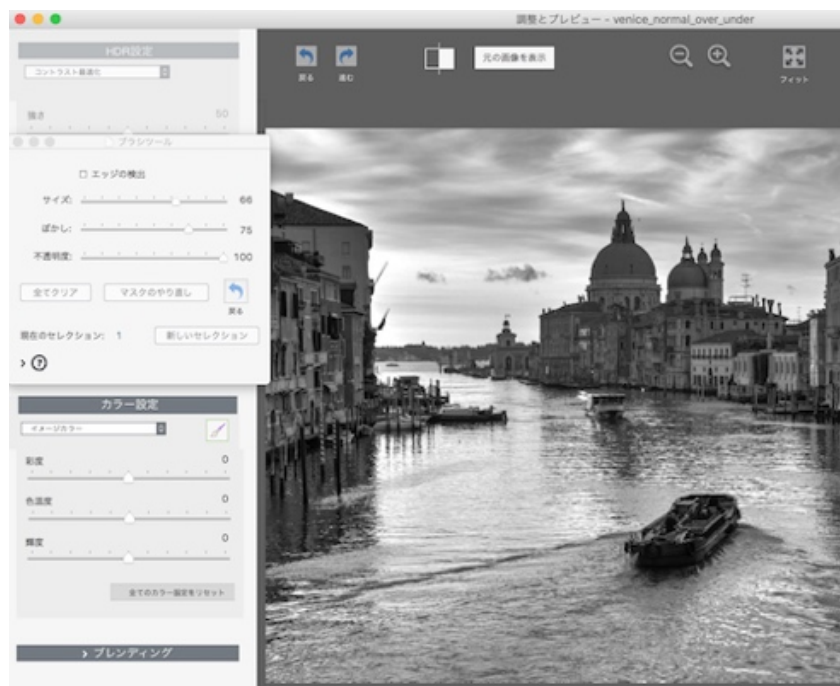 調整とプレビュー - venice_normal_over_under
HDR設定
コントラスト最適化
強さ 50
戻る 進む 元の画像を表示 フィット
ブラシツール
エッジの検出
サイズ: 66
ぼかし: 75
不透明度: 100
全てクリア マスクのやり直し 戻る
現在のセレクション: 1 新しいセレクション
カラー設定
イメージカラー
彩度 0
色温度 0
輝度 0
全てのカラー設定をリセット
ブレンディング